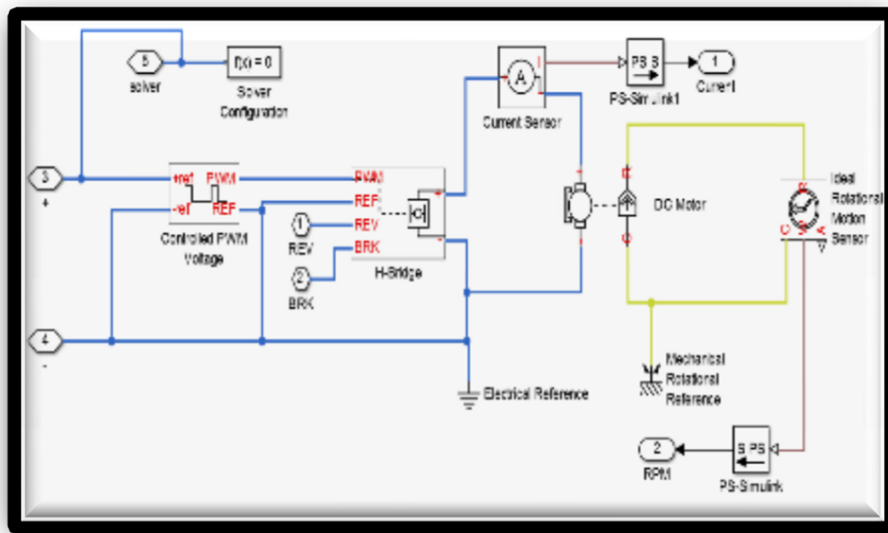 5
solver
f(x) = 0
Solver
Configuration
A
I
PS S
PS-Simulink1
1
Current
Current Sensor
3
+
+ref PWM
-ref REF
Controlled PWM
Voltage
PWM
REF
REV
BRK
+
-
H-Bridge
1
REV
2
BRK
+
-
R
C
DC Motor
R
C
W
A
Ideal
Rotational
Motion
Sensor
4
-
Electrical Reference
Mechanical
Rotational
Reference
2
RPM
S PS
PS-Simulink